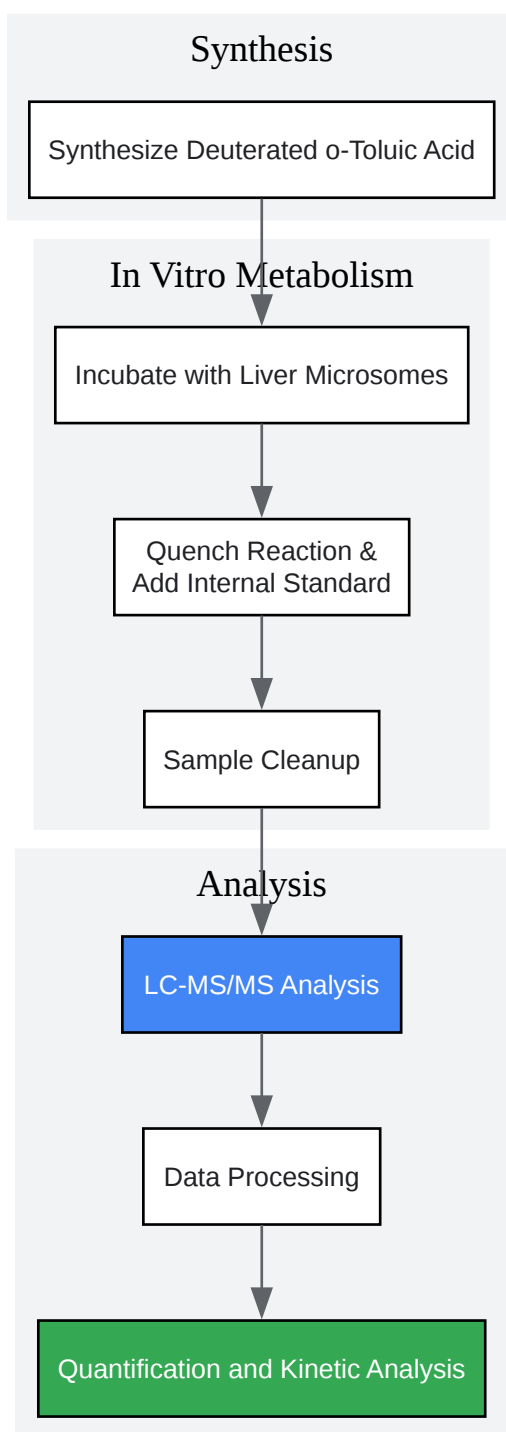 Synthesis
Synthesize Deuterated o-Toluic Acid
In Vitro Metabolism
Incubate with Liver Microsomes
Quench Reaction &
Add Internal Standard
Sample Cleanup
Analysis
LC-MS/MS Analysis
Data Processing
Quantification and Kinetic Analysis